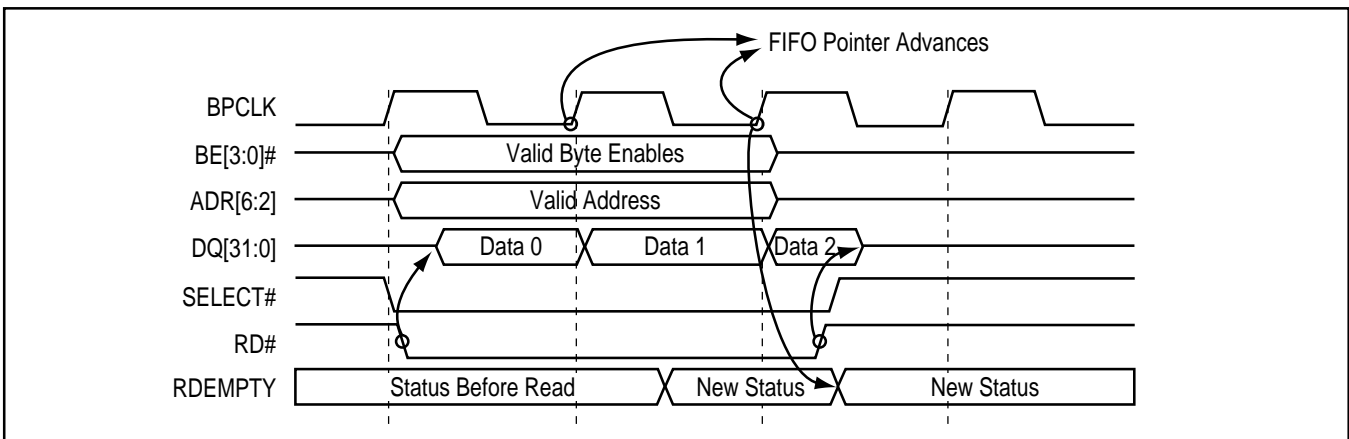 FIFO Pointer Advances
BPCLK
BE[3:0]# Valid Byte Enables
ADR[6:2] Valid Address
DQ[31:0] Data 0 Data 1 Data 2
SELECT#
RD#
RDEMPTY Status Before Read New Status New Status